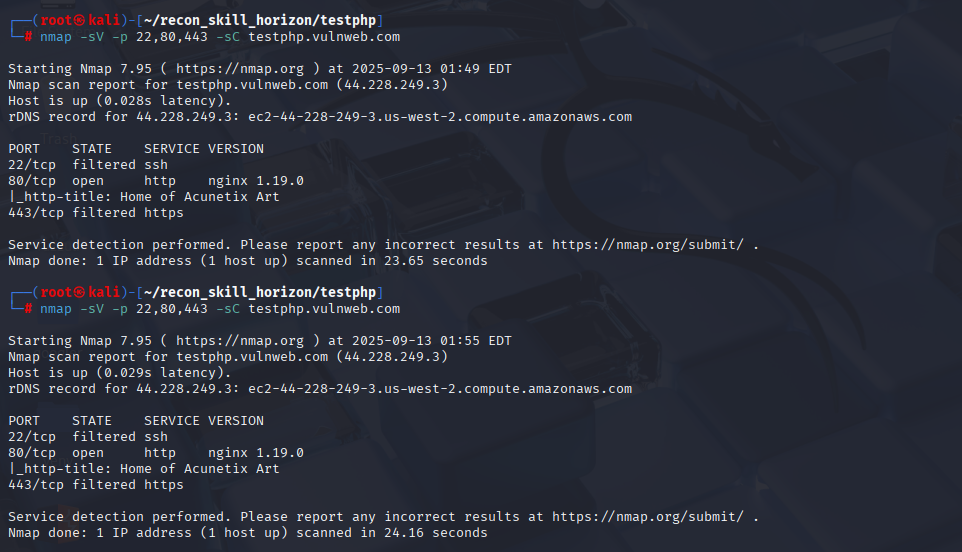 ┌──(root㉿kali)-[~/recon_skill_horizon/testphp]
└─# nmap -sV -p 22,80,443 -sC testphp.vulnweb.com
Starting Nmap 7.95 ( https://nmap.org ) at 2025-09-13 01:49 EDT
Nmap scan report for testphp.vulnweb.com (44.228.249.3)
Host is up (0.028s latency).
rDNS record for 44.228.249.3: ec2-44-228-249-3.us-west-2.compute.amazonaws.com
PORT    STATE    SERVICE VERSION
22/tcp  filtered ssh
80/tcp  open     http    nginx 1.19.0
|_http-title: Home of Acunetix Art
443/tcp filtered https
Service detection performed. Please report any incorrect results at https://nmap.org/submit/ .
Nmap done: 1 IP address (1 host up) scanned in 23.65 seconds
┌──(root㉿kali)-[~/recon_skill_horizon/testphp]
└─# nmap -sV -p 22,80,443 -sC testphp.vulnweb.com
Starting Nmap 7.95 ( https://nmap.org ) at 2025-09-13 01:55 EDT
Nmap scan report for testphp.vulnweb.com (44.228.249.3)
Host is up (0.029s latency).
rDNS record for 44.228.249.3: ec2-44-228-249-3.us-west-2.compute.amazonaws.com
PORT    STATE    SERVICE VERSION
22/tcp  filtered ssh
80/tcp  open     http    nginx 1.19.0
|_http-title: Home of Acunetix Art
443/tcp filtered https
Service detection performed. Please report any incorrect results at https://nmap.org/submit/ .
Nmap done: 1 IP address (1 host up) scanned in 24.16 seconds